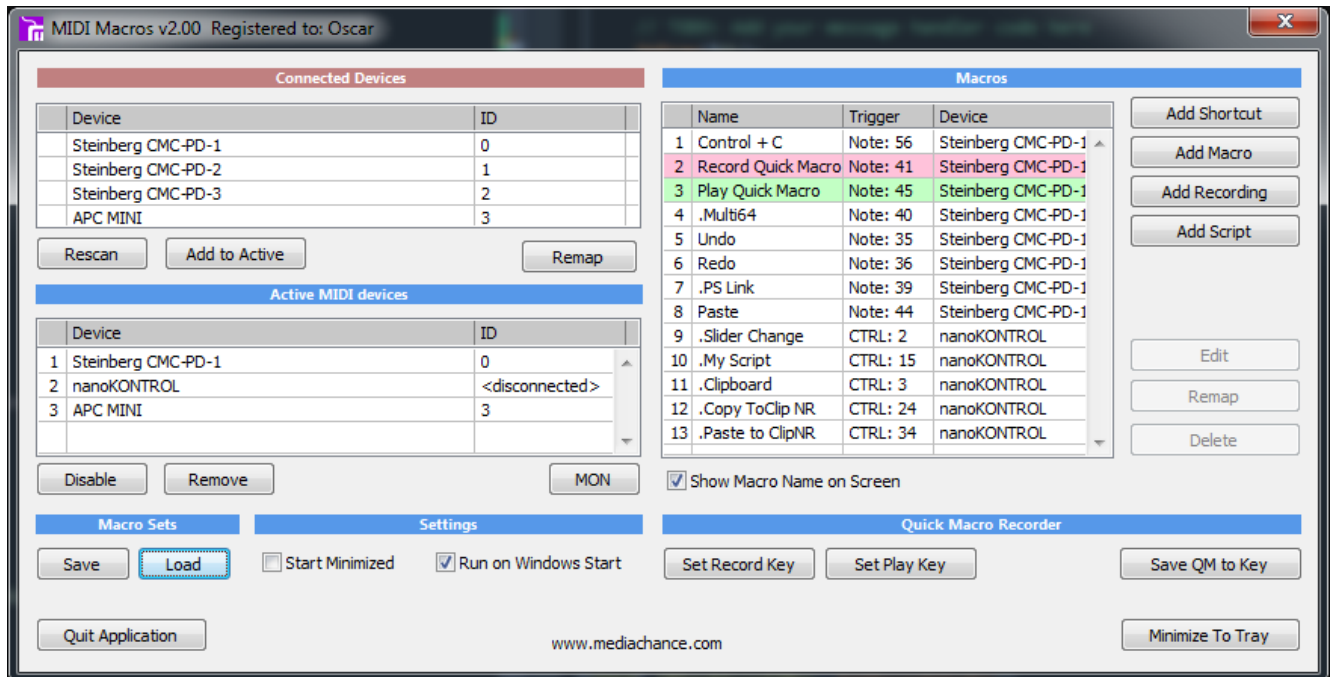 MIDI Macros v2.00 Registered to: Oscar
Connected Devices
Device ID
Steinberg CMC-PD-1 0
Steinberg CMC-PD-2 1
Steinberg CMC-PD-3 2
APC MINI 3
Rescan Add to Active Remap
Active MIDI devices
Device ID
1 Steinberg CMC-PD-1 0
2 nanoKONTROL <disconnected>
3 APC MINI 3
Disable Remove MON
Macros
Name Trigger Device
1 Control + C Note: 56 Steinberg CMC-PD-1
2 Record Quick Macro Note: 41 Steinberg CMC-PD-1
3 Play Quick Macro Note: 45 Steinberg CMC-PD-1
4 .Multi64 Note: 40 Steinberg CMC-PD-1
5 Undo Note: 35 Steinberg CMC-PD-1
6 Redo Note: 36 Steinberg CMC-PD-1
7 .PS Link Note: 39 Steinberg CMC-PD-1
8 Paste Note: 44 Steinberg CMC-PD-1
9 .Slider Change CTRL: 2 nanoKONTROL
10 .My Script CTRL: 15 nanoKONTROL
11 .Clipboard CTRL: 3 nanoKONTROL
12 .Copy ToClip NR CTRL: 24 nanoKONTROL
13 .Paste to ClipNR CTRL: 34 nanoKONTROL
Show Macro Name on Screen
Add Shortcut
Add Macro
Add Recording
Add Script
Edit
Remap
Delete
Macro Sets
Save Load
Settings
Start Minimized Run on Windows Start
Quick Macro Recorder
Set Record Key Set Play Key Save QM to Key
Quit Application www.mediachance.com Minimize To Tray